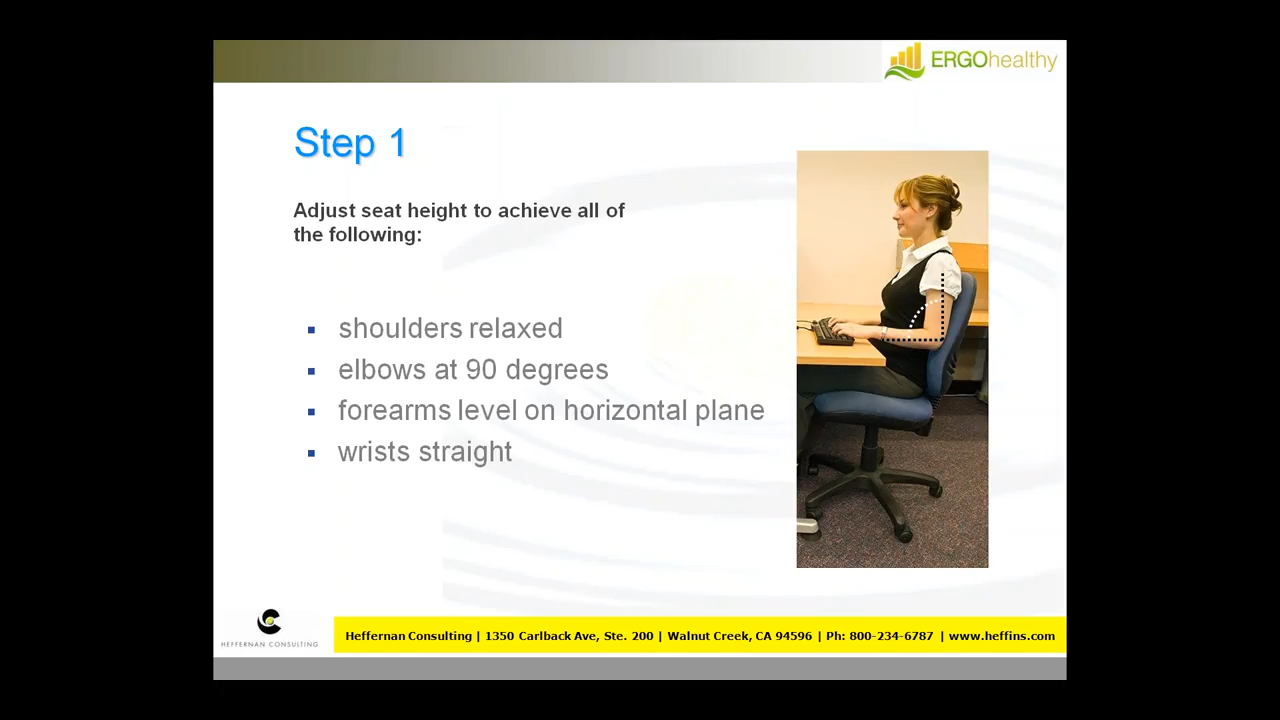 ERGOhealthy
Step 1
Adjust seat height to achieve all of
the following:
▪ shoulders relaxed
▪ elbows at 90 degrees
▪ forearms level on horizontal plane
▪ wrists straight
HEFFERNAN CONSULTING
Heffernan Consulting | 1350 Carlback Ave, Ste. 200 | Walnut Creek, CA 94596 | Ph: 800-234-6787 | www.heffins.com